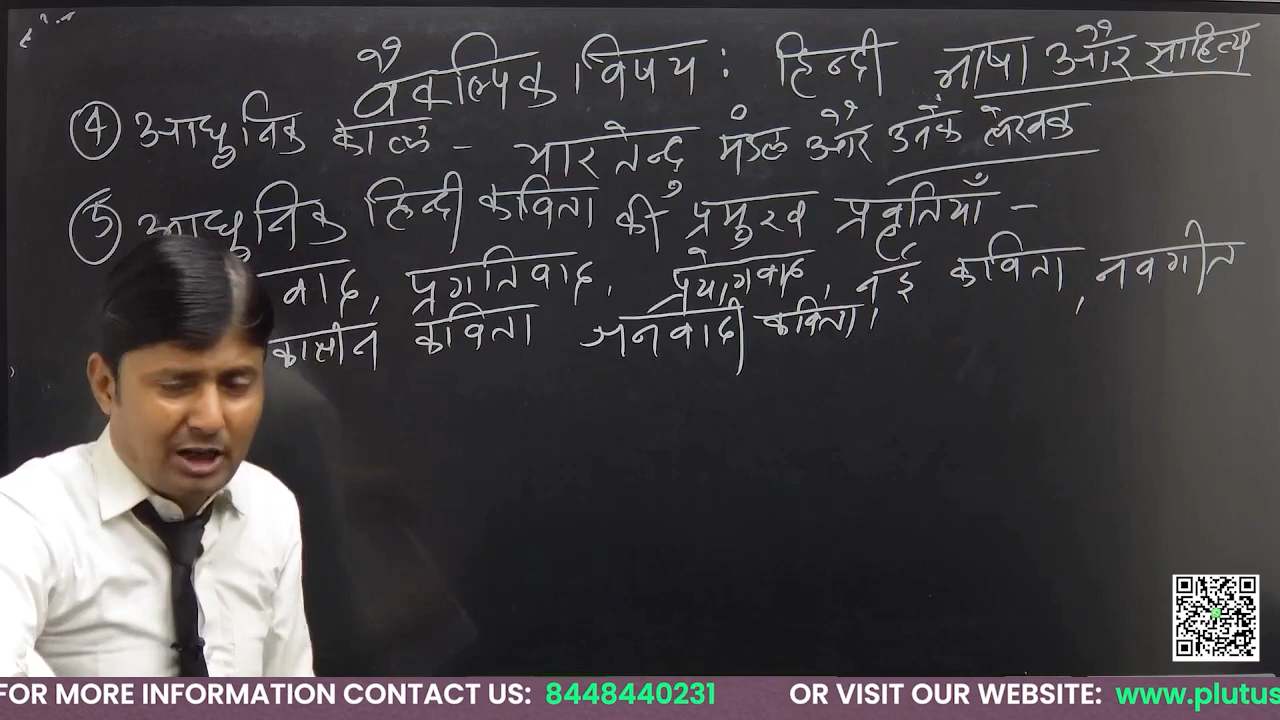 वैकल्पिक विषय : हिन्दी भाषा और साहित्य
④ आधुनिक काल - भारतेन्दु मंडल और उनके लेखक
⑤ आधुनिक हिन्दी कविता की प्रमुख प्रवृतियाँ -
वाद, प्रगतिवाद, प्रयोगवाद, नई कविता, नवगीत
कालीन कविता जनवादी कविता।
FOR MORE INFORMATION CONTACT US: 8448440231 OR VISIT OUR WEBSITE: www.plutus